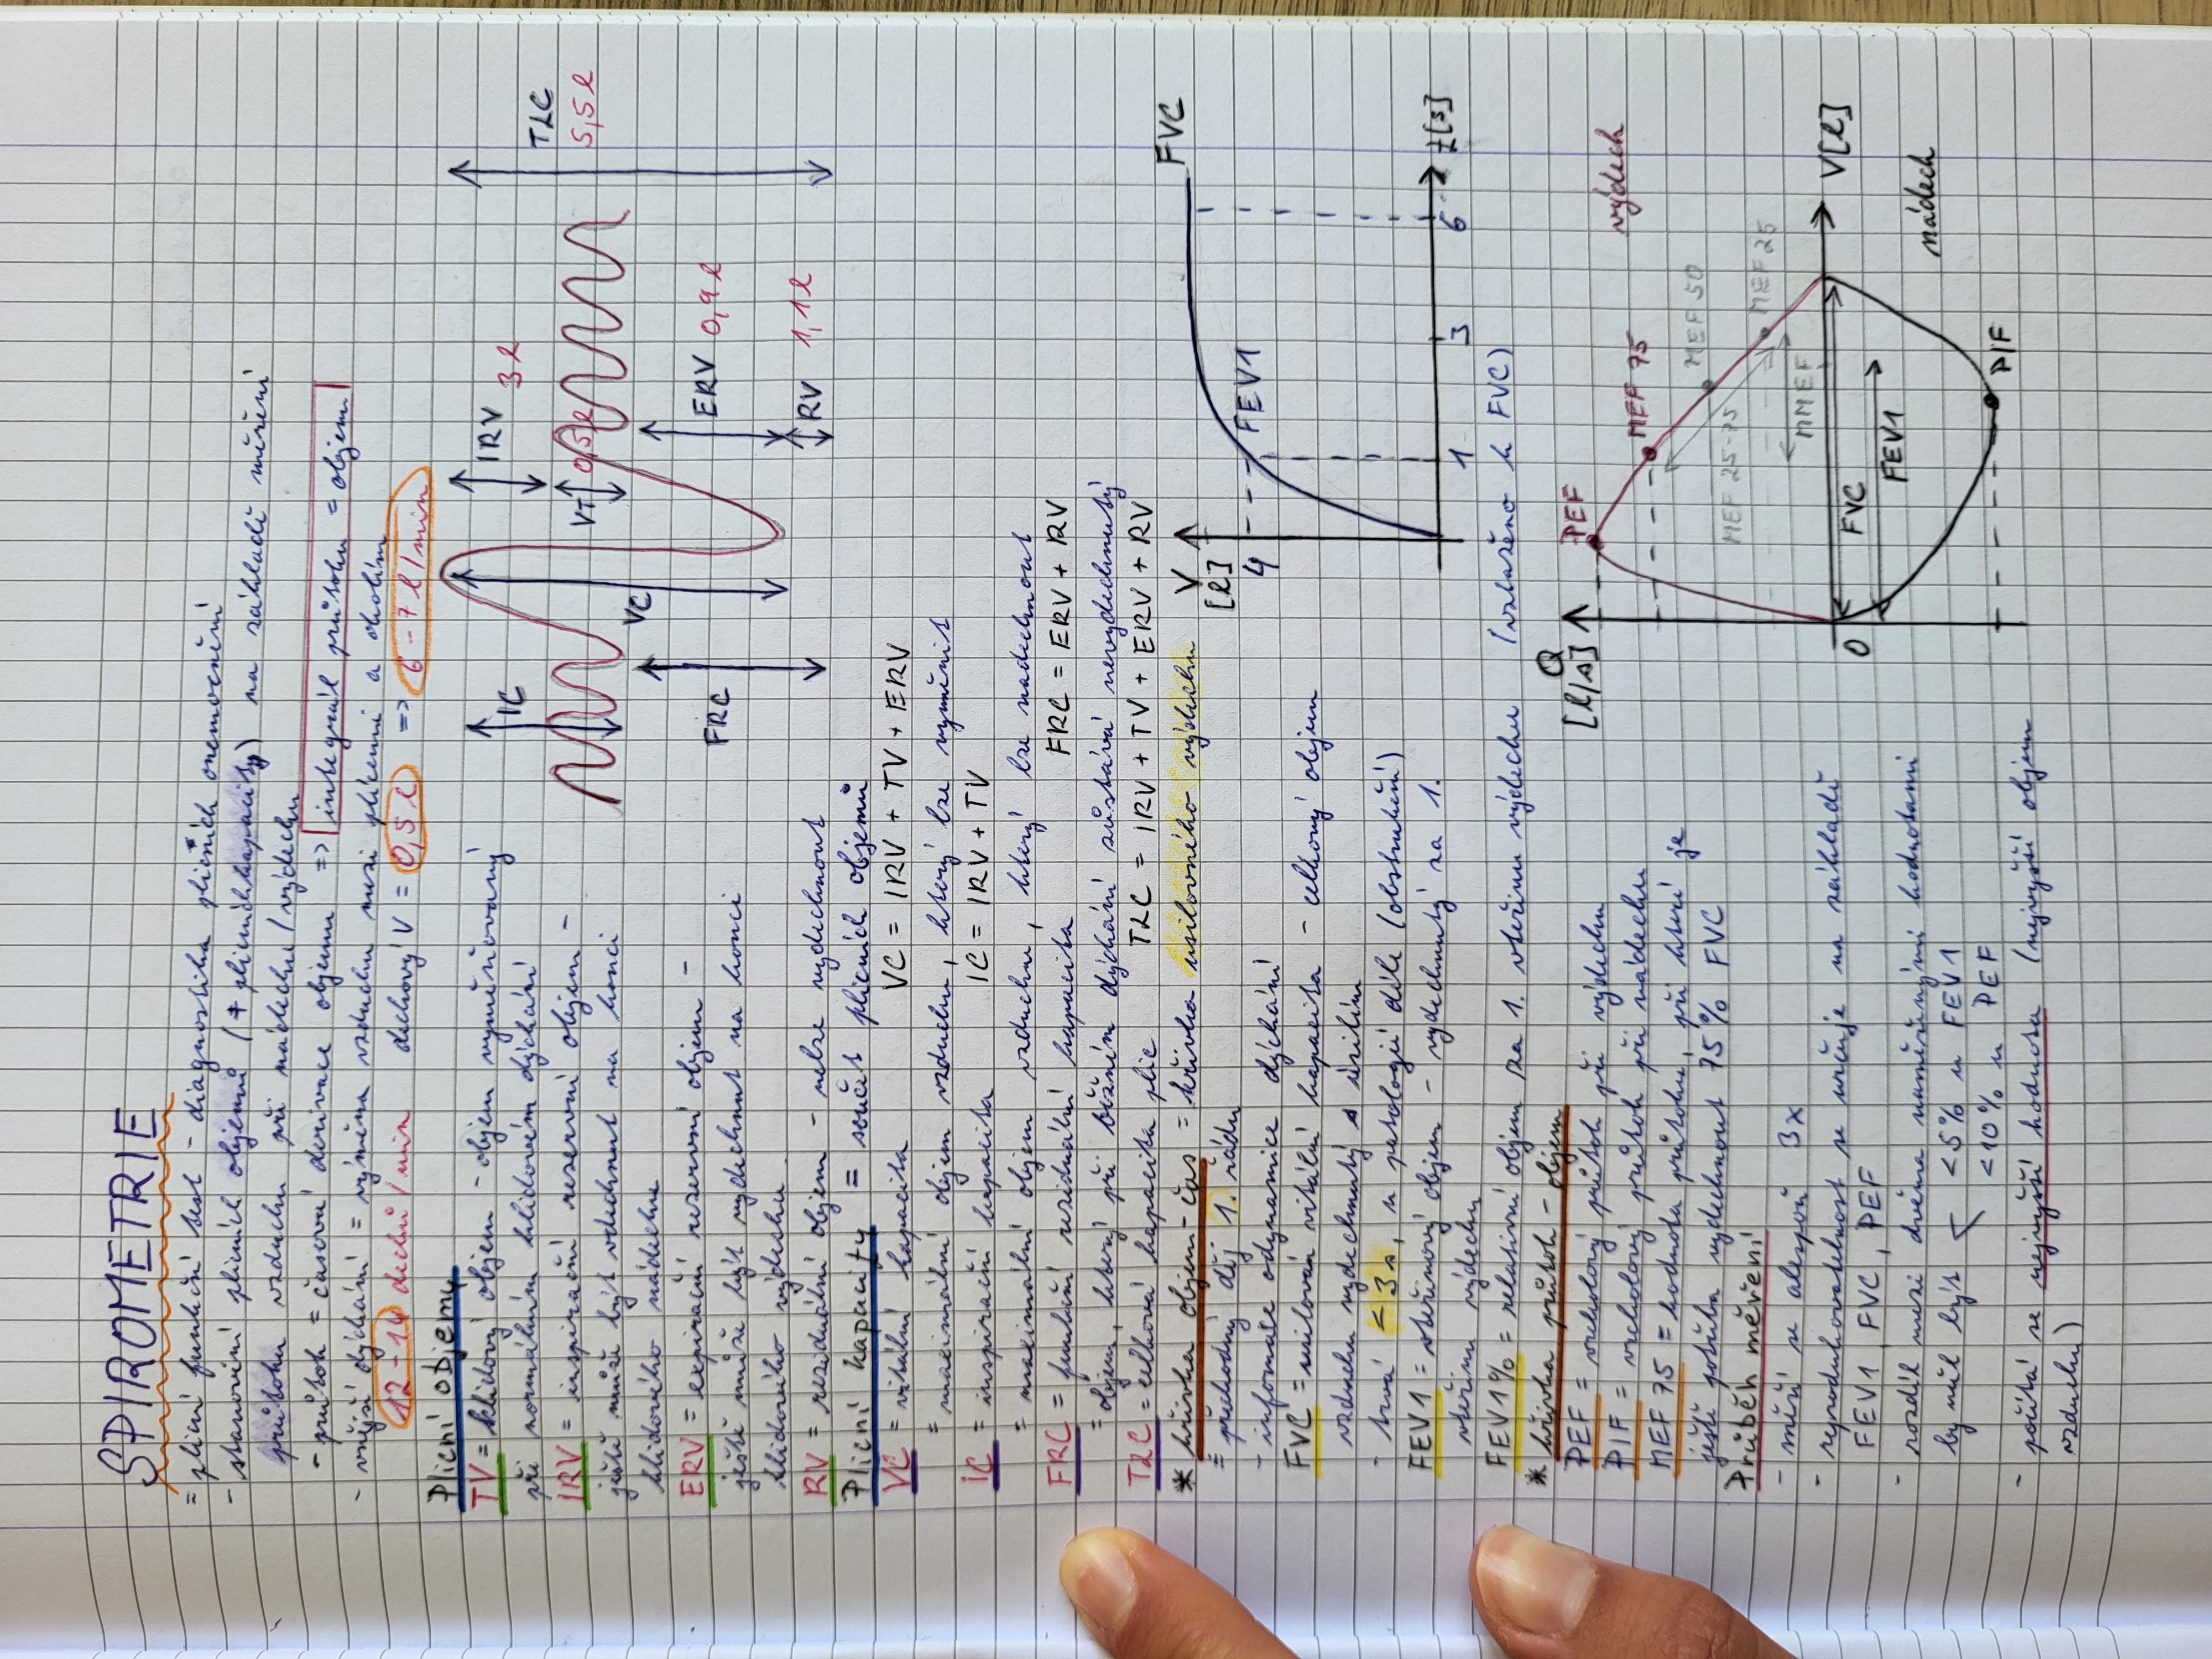 SPIROMETRIE
= plicní funkční test - diagnostika plicních onemocnění
- stanovení plicních objemů (+ plicních kapacity) na základě měření
průtoku vzduchu při nádechu / výdechu
- průtok = časová derivace objemu => integrál průtoku = objem
- vnější dýchání = výměna vzduchu mezi plícemi a okolím
12-14 dechů / min dechový V = 0,5 l => 6-7 l/min
Plicní objemy
TV = klidový objem - objem vyměňovaný
při normálním klidovém dýchání
IRV = inspirační rezervní objem -
ještě může být vdechnut na konci
klidového nádechu
ERV = expirační rezervní objem -
ještě může být vydechnut na konci
klidového výdechu
RV = reziduální objem - nelze vydechnout
IC
IRV 3 l
TLC
5,5 l
VT 0,5 l
VC
FRC
ERV 0,9 l
RV 1,1 l
Plicní kapacity = součet plicních objemů
VC = vitální kapacita VC = IRV + TV + ERV
= maximální objem vzduchu, který lze vyměnit
IC = inspirační kapacita IC = IRV + TV
= maximální objem vzduchu, který lze nadechnout
FRC = funkční reziduální kapacita FRC = ERV + RV
= objem, který při běžném dýchání zůstává nevydechnutý
TLC = celková kapacita plic TLC = IRV + TV + ERV + RV
* křivka objem-čas = křivka usilovného výdechu
= přechodný děj 1. řádu
- informace o dynamice dýchání
FVC = usilovná vitální kapacita - celkový objem
vzduchu vydechnutý s úsilím
- trvá < 3 s, u patologií déle (obstrukční)
FEV1 = vteřinový objem - vydechnutý za 1.
vteřinu výdechu
FEV1% = relativní objem za 1. vteřinu výdechu (vztaženo k FVC)
V
[l]
4
FEV1
FVC
1 3 6 t[s]
* křivka průtok - objem
PEF = vrcholový průtok při výdechu
PIF = vrcholový průtok při nádechu
MEF 75 = hodnota průtoku, při které je
ještě potřeba vydechnout 75% FVC
Průběh měření
- měří se alespoň 3x
- reprodukovatelnost se určuje na základě
FEV1, FVC, PEF
- rozdíl mezi dvěma naměřenými hodnotami
by měl být < <5% u FEV1
<10% u PEF
- počítá se nejvyšší hodnota (nejvyšší objem
vzduchu)
Q
[l/s]
PEF
výdech
MEF 75
MEF 50
MEF 25-75
MEF 25
MMEF
0
V[l]
FVC
FEV1
nádech
PIF